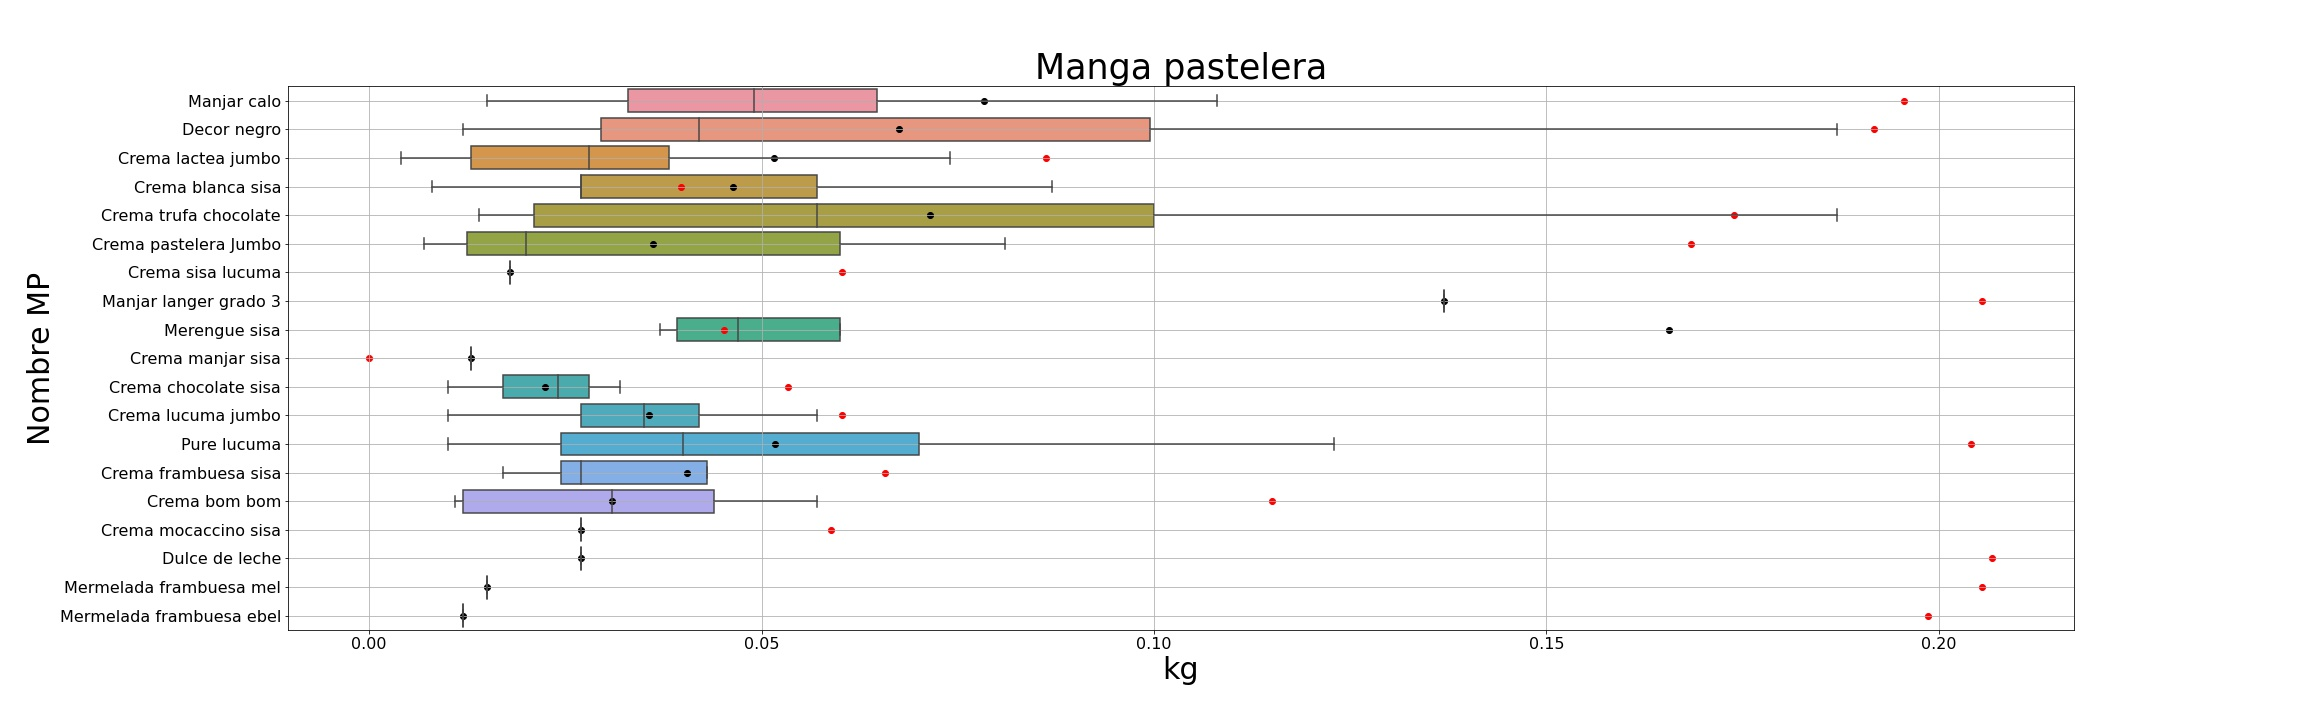 Manga pastelera
Nombre MP
Manjar calo
Decor negro
Crema lactea jumbo
Crema blanca sisa
Crema trufa chocolate
Crema pastelera Jumbo
Crema sisa lucuma
Manjar langer grado 3
Merengue sisa
Crema manjar sisa
Crema chocolate sisa
Crema lucuma jumbo
Pure lucuma
Crema frambuesa sisa
Crema bom bom
Crema mocaccino sisa
Dulce de leche
Mermelada frambuesa mel
Mermelada frambuesa ebel
0.00 0.05 0.10 0.15 0.20
kg